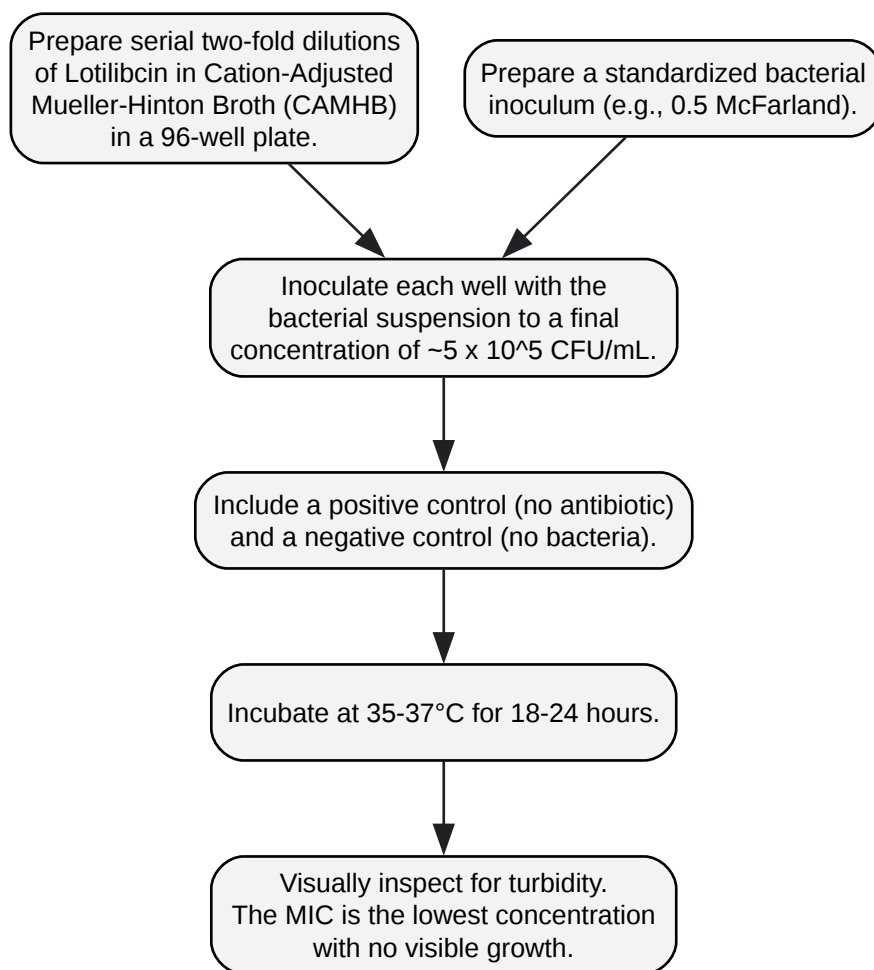 Prepare serial two-fold dilutions
of Lotilibcin in Cation-Adjusted
Mueller-Hinton Broth (CAMHB)
in a 96-well plate.
Prepare a standardized bacterial
inoculum (e.g., 0.5 McFarland).
Inoculate each well with the
bacterial suspension to a final
concentration of ~5 x 10^5 CFU/mL.
Include a positive control (no antibiotic)
and a negative control (no bacteria).
Incubate at 35-37°C for 18-24 hours.
Visually inspect for turbidity.
The MIC is the lowest concentration
with no visible growth.